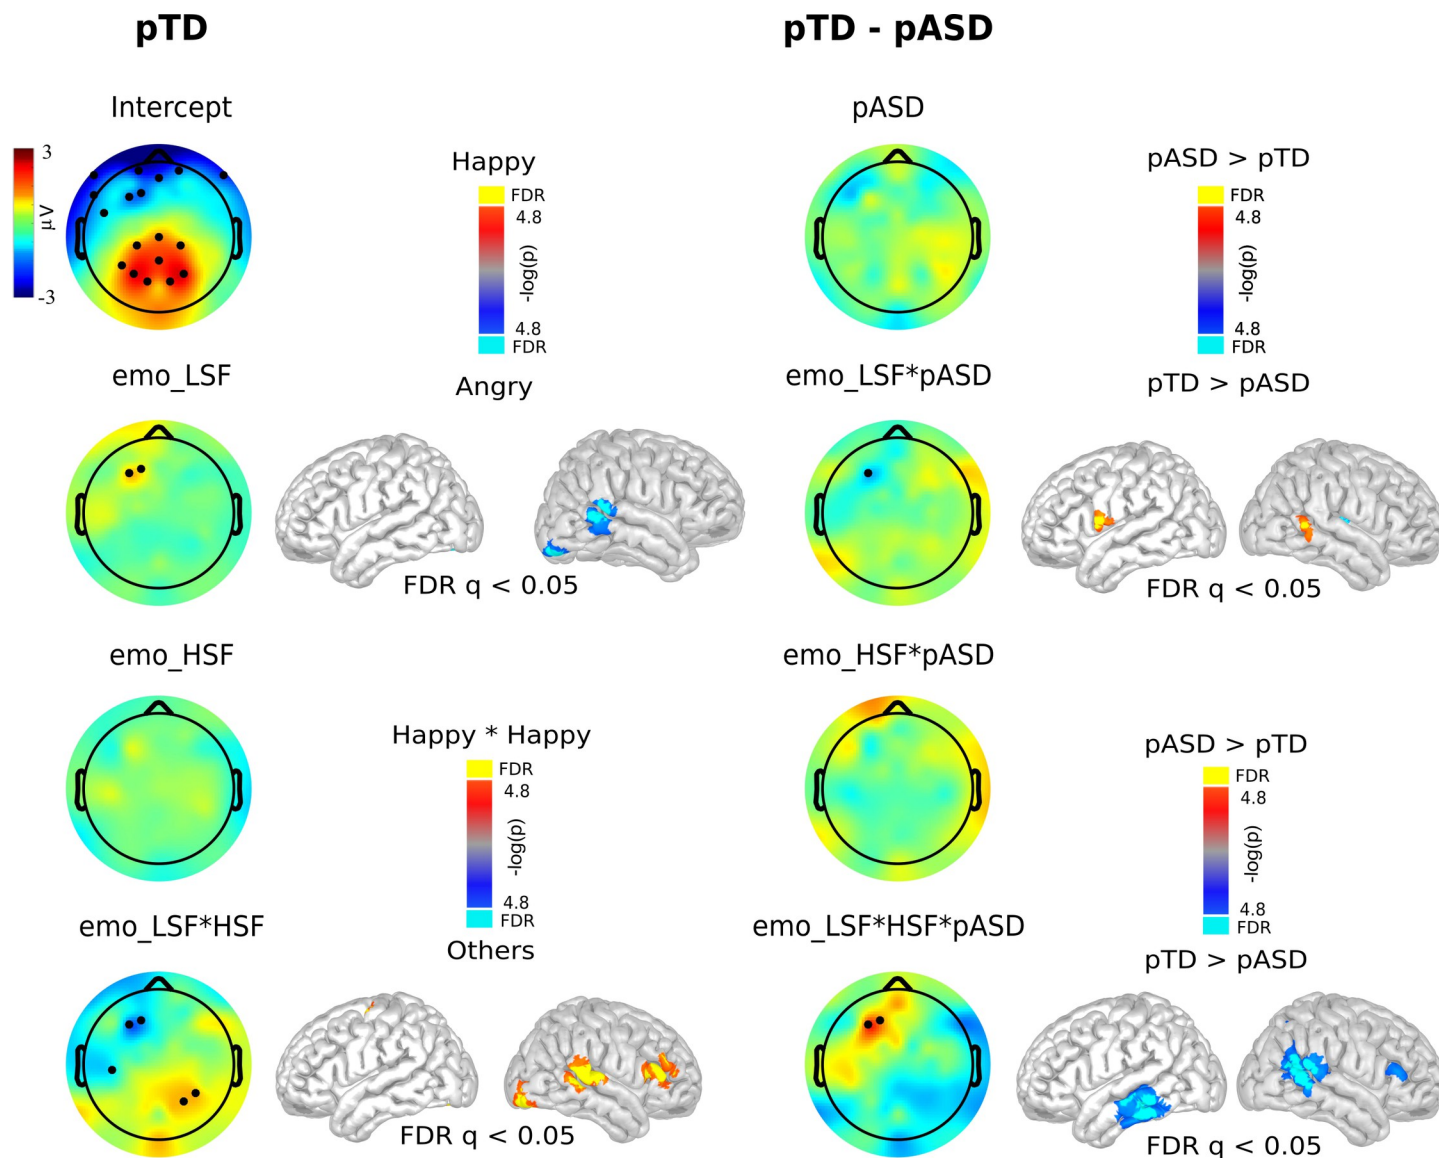 pTD
pTD - pASD
Intercept
pASD
3
µV
-3
Happy
FDR
4.8
-log(p)
4.8
FDR
Angry
pASD > pTD
FDR
4.8
-log(p)
4.8
FDR
pTD > pASD
emo_LSF
emo_LSF*pASD
FDR q < 0.05
FDR q < 0.05
emo_HSF
emo_HSF*pASD
Happy * Happy
FDR
4.8
-log(p)
4.8
FDR
Others
pASD > pTD
FDR
4.8
-log(p)
4.8
FDR
pTD > pASD
emo_LSF*HSF
emo_LSF*HSF*pASD
FDR q < 0.05
FDR q < 0.05